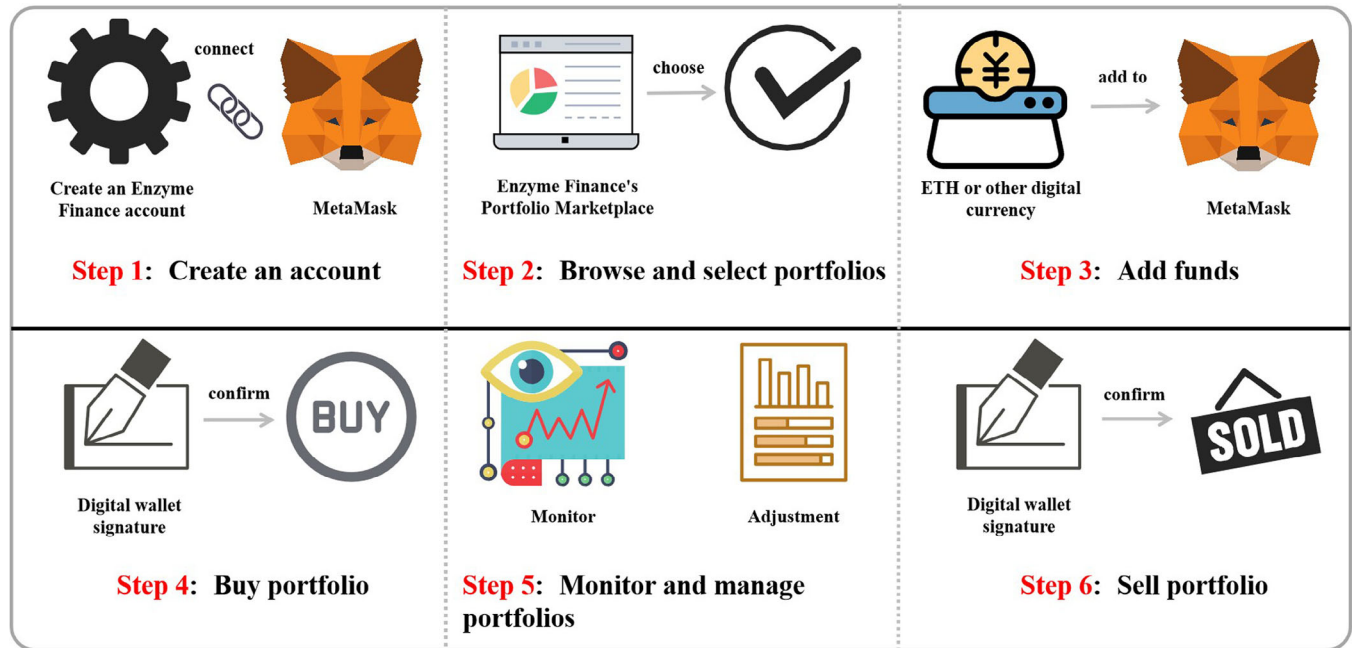 connect
Create an Enzyme
Finance account
MetaMask
Step 1: Create an account
choose
Enzyme Finance's
Portfolio Marketplace
Step 2: Browse and select portfolios
¥
add to
ETH or other digital
currency
MetaMask
Step 3: Add funds
confirm
BUY
Digital wallet
signature
Step 4: Buy portfolio
Monitor
Adjustment
Step 5: Monitor and manage
portfolios
confirm
SOLD
Digital wallet
signature
Step 6: Sell portfolio